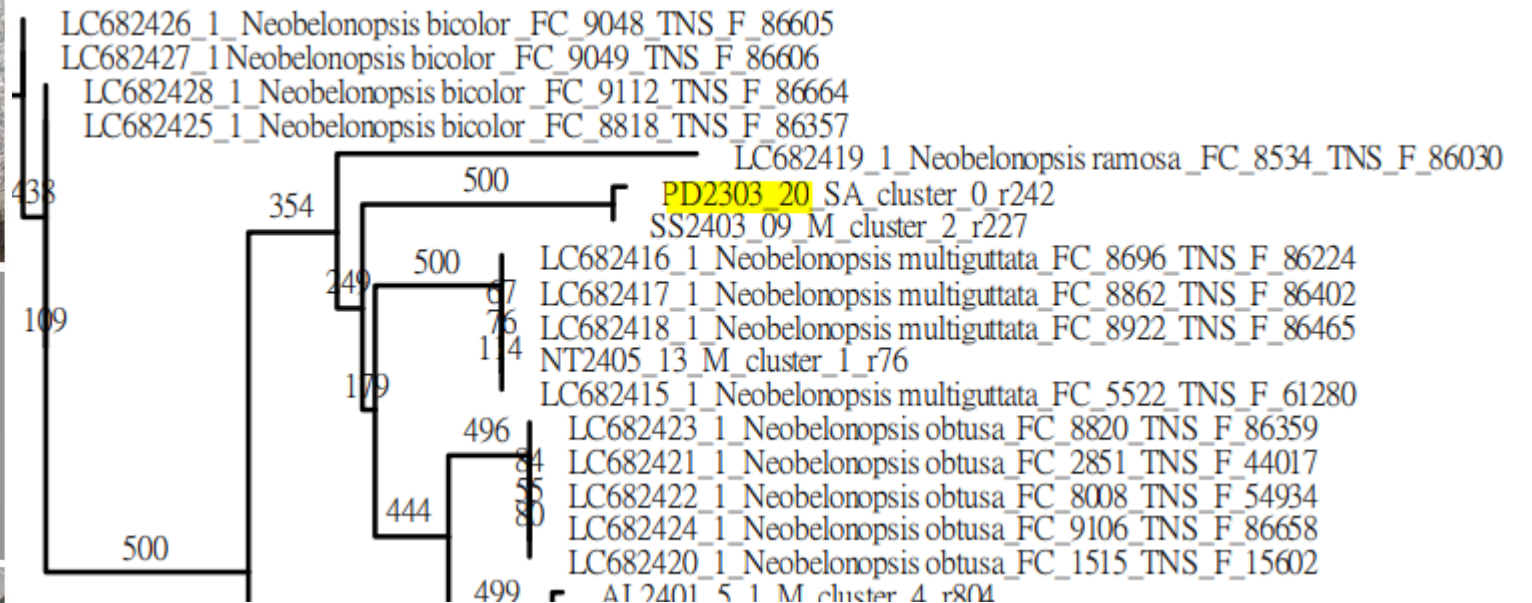 LC682426_1_Neobelonopsis bicolor _FC_9048_TNS_F_86605
LC682427_1 Neobelonopsis bicolor _FC_9049_TNS_F_86606
LC682428_1_Neobelonopsis bicolor _FC_9112_TNS_F_86664
LC682425_1_Neobelonopsis bicolor _FC_8818_TNS_F_86357
LC682419_1_Neobelonopsis ramosa _FC_8534_TNS_F_86030
438
500
PD2303_20_SA_cluster_0_r242
354
SS2403_09_M_cluster_2_r227
500
LC682416_1_Neobelonopsis multiguttata_FC_8696_TNS_F_86224
249
67
LC682417_1_Neobelonopsis multiguttata_FC_8862_TNS_F_86402
109
76
LC682418_1_Neobelonopsis multiguttata_FC_8922_TNS_F_86465
114
NT2405_13_M_cluster_1_r76
179
LC682415_1_Neobelonopsis multiguttata_FC_5522_TNS_F_61280
496
LC682423_1_Neobelonopsis obtusa_FC_8820_TNS_F_86359
84
LC682421_1_Neobelonopsis obtusa_FC_2851_TNS_F_44017
LC682422_1_Neobelonopsis obtusa_FC_8008_TNS_F_54934
444
80
LC682424_1_Neobelonopsis obtusa_FC_9106_TNS_F_86658
500
LC682420_1_Neobelonopsis obtusa_FC_1515_TNS_F_15602
499
AL2401_5_1_M_cluster_4_r804